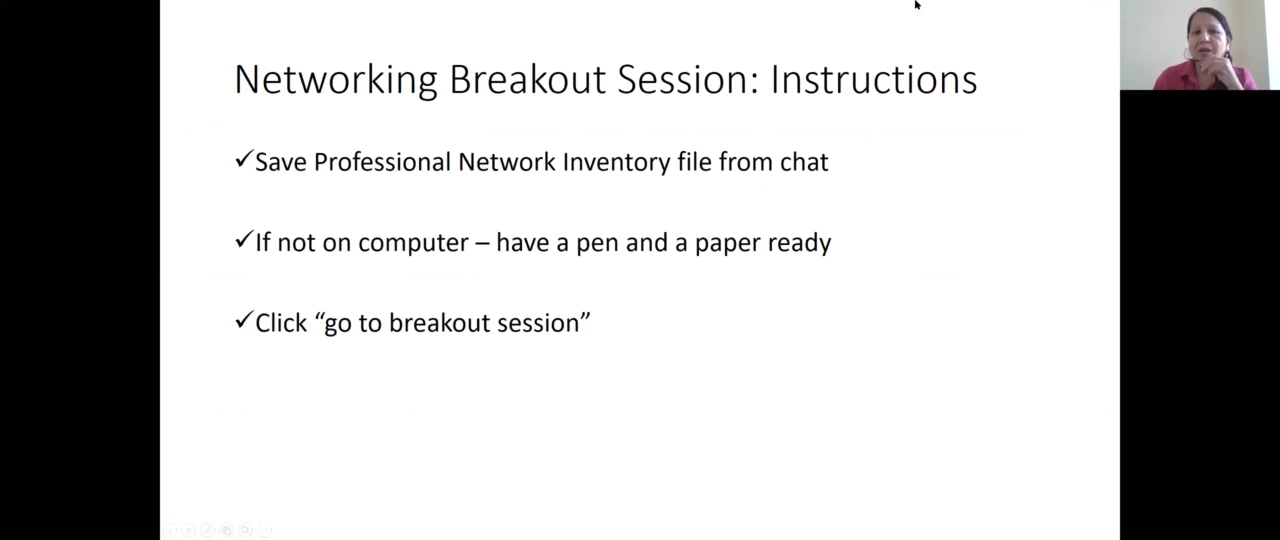 Networking Breakout Session: Instructions
✓Save Professional Network Inventory file from chat
✓If not on computer – have a pen and a paper ready
✓Click “go to breakout session”